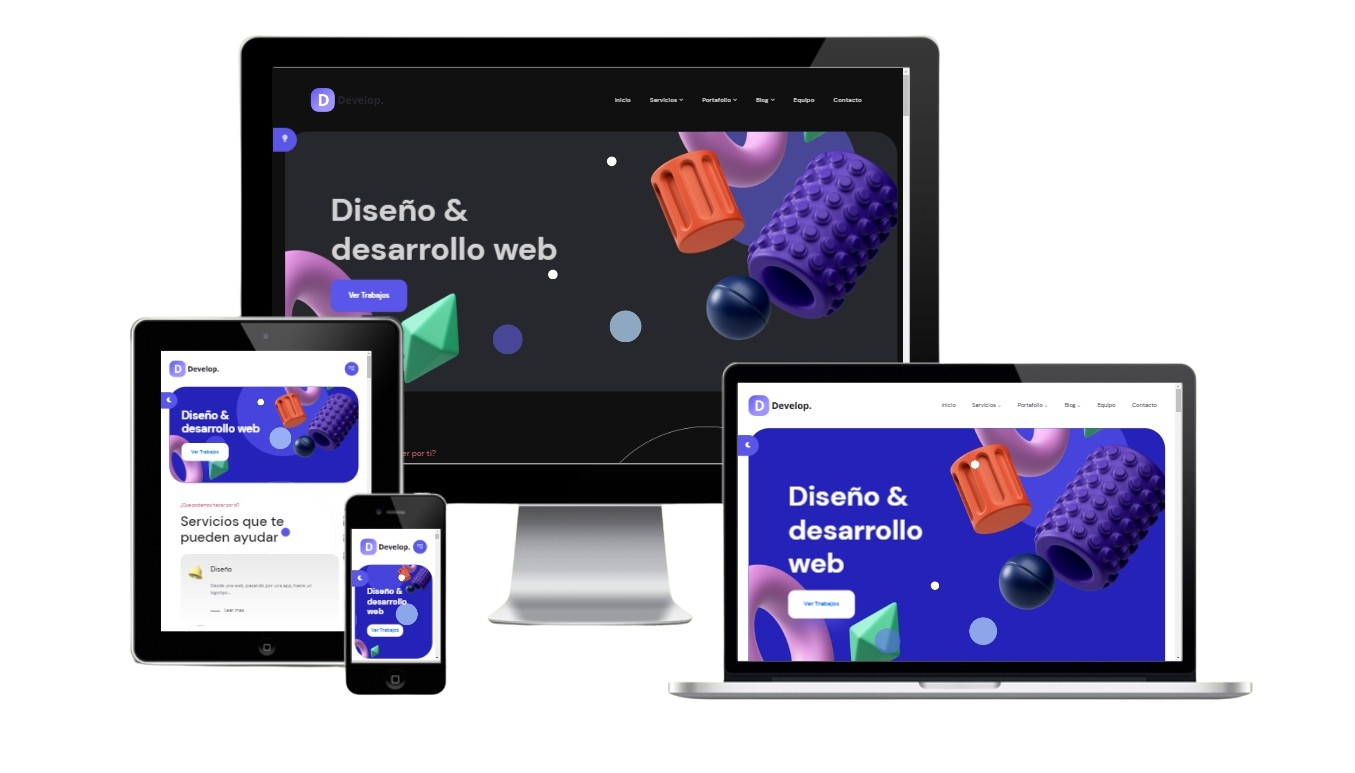 D Develop.
Inicio Servicios Portafolio Blog Equipo Contacto
Diseño &
desarrollo web
Ver Trabajos
er por ti?
D Develop.
Diseño &
desarrollo web
Ver Trabajos
¿Que podemos hacer por ti?
Servicios que te
pueden ayudar
Diseño
Desde una web, pasando por una app, hasta un
logotipo...
Leer mas
D Develop.
Diseño &
desarrollo
web
Ver Trabajos
D Develop.
Inicio Servicios Portafolio Blog Equipo Contacto
Diseño &
desarrollo
web
Ver Trabajos